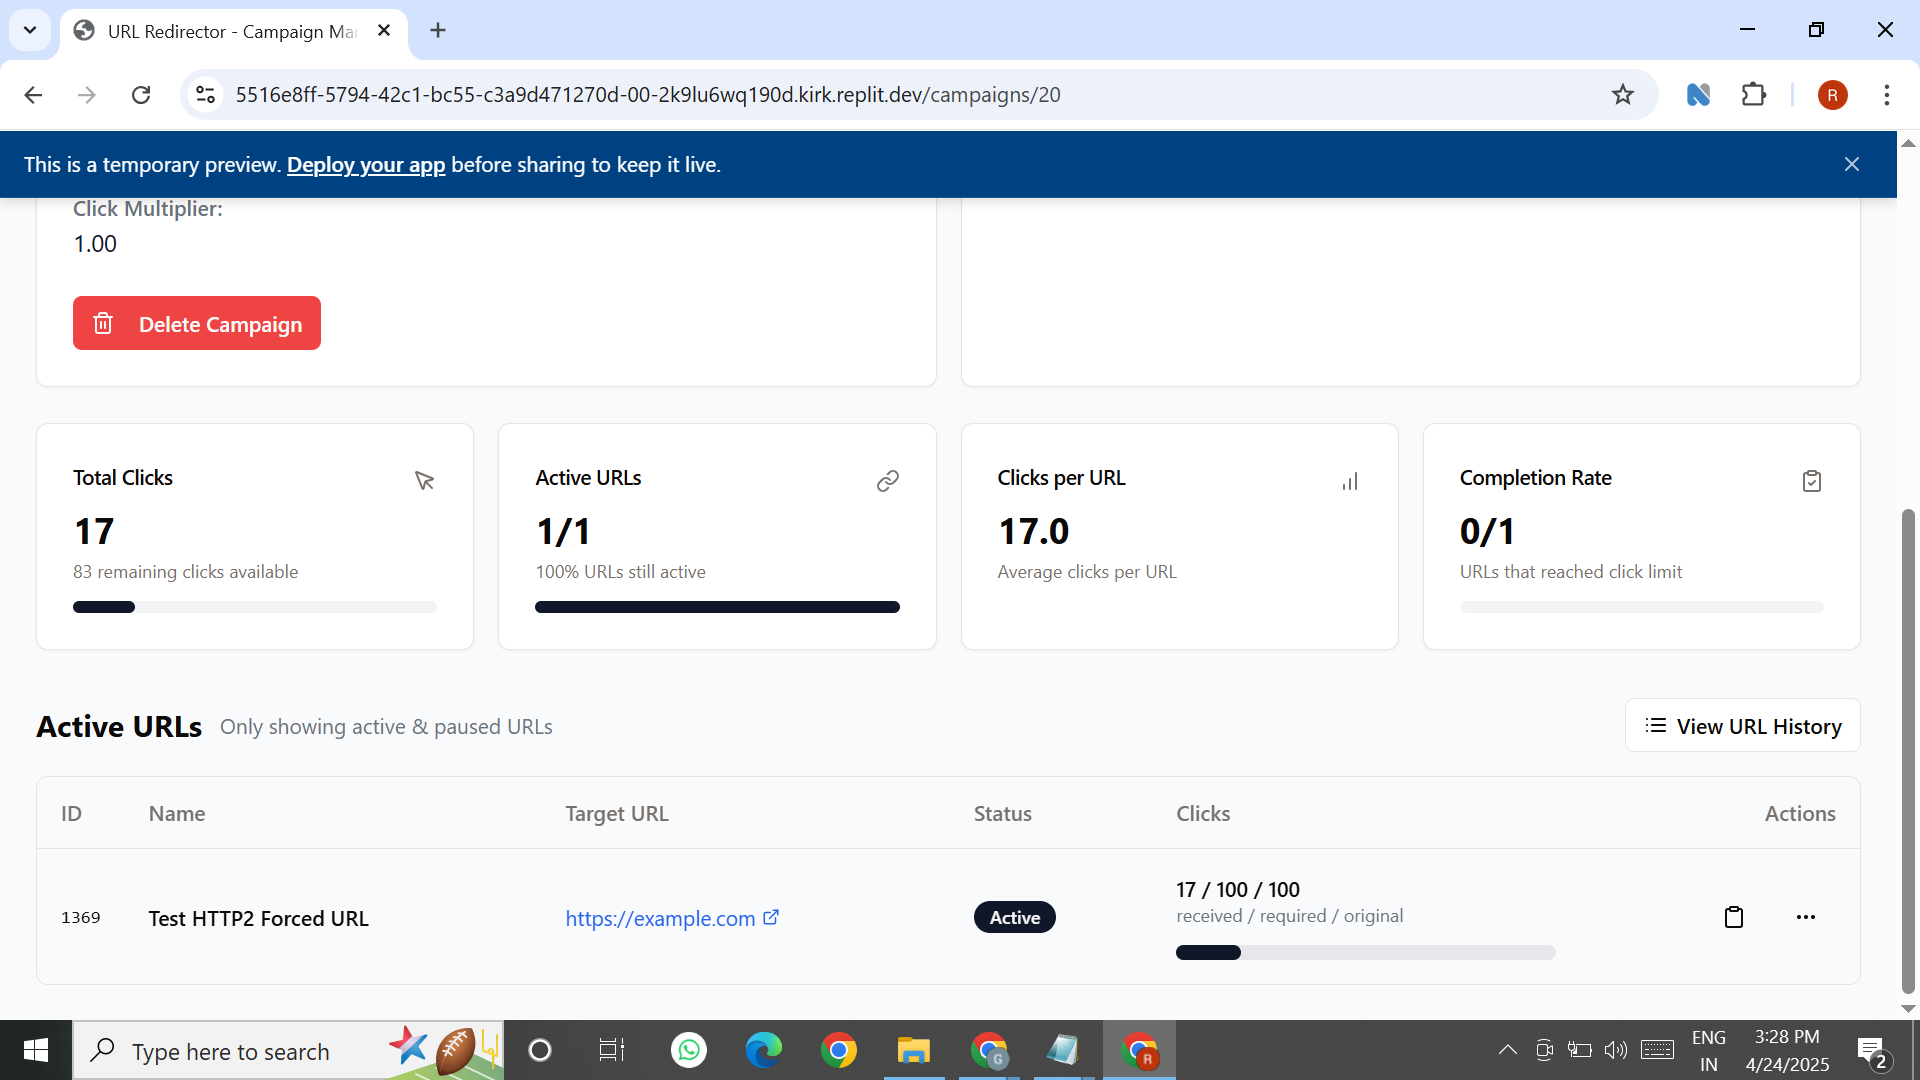 URL Redirector - Campaign Mar
5516e8ff-5794-42c1-bc55-c3a9d471270d-00-2k9lu6wq190d.kirk.replit.dev/campaigns/20
R
This is a temporary preview. Deploy your app before sharing to keep it live.
Click Multiplier:
1.00
Delete Campaign
Total Clicks
17
83 remaining clicks available
Active URLs
1/1
100% URLs still active
Clicks per URL
17.0
Average clicks per URL
Completion Rate
0/1
URLs that reached click limit
Active URLs Only showing active & paused URLs
View URL History
ID Name Target URL Status Clicks Actions
1369 Test HTTP2 Forced URL https://example.com Active
17 / 100 / 100
received / required / original
Type here to search
G
R
ENG
IN
3:28 PM
4/24/2025
2